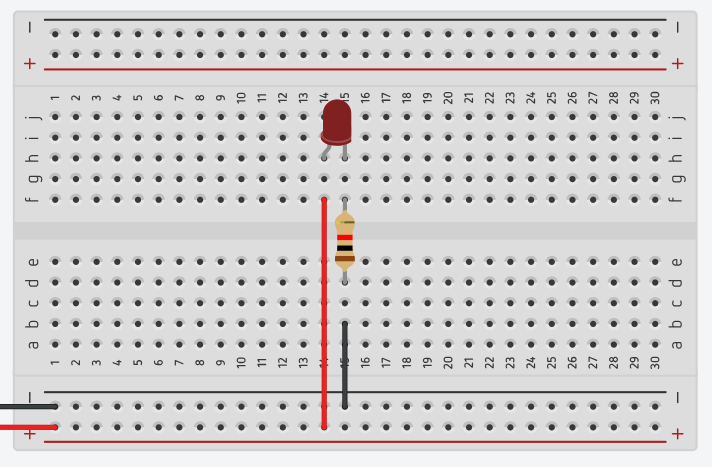 − −
+ +
1 2 3 4 5 6 7 8 9 10 11 12 13 14 15 16 17 18 19 20 21 22 23 24 25 26 27 28 29 30
j j
i i
h h
g g
f f
e e
d d
c c
b b
a a
1 2 3 4 5 6 7 8 9 10 11 12 13 16 17 18 19 20 21 22 23 24 25 26 27 28 29 30
− −
+ +